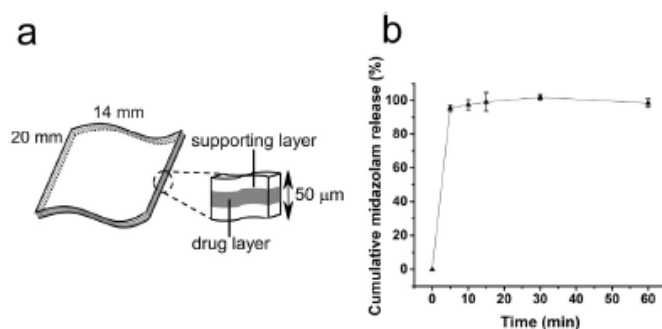 a
14 mm
20 mm
supporting layer
50 μm
drug layer
b
Cumulative midazolam release (%)
100
80
60
40
20
0
0 10 20 30 40 50 60
Time (min)